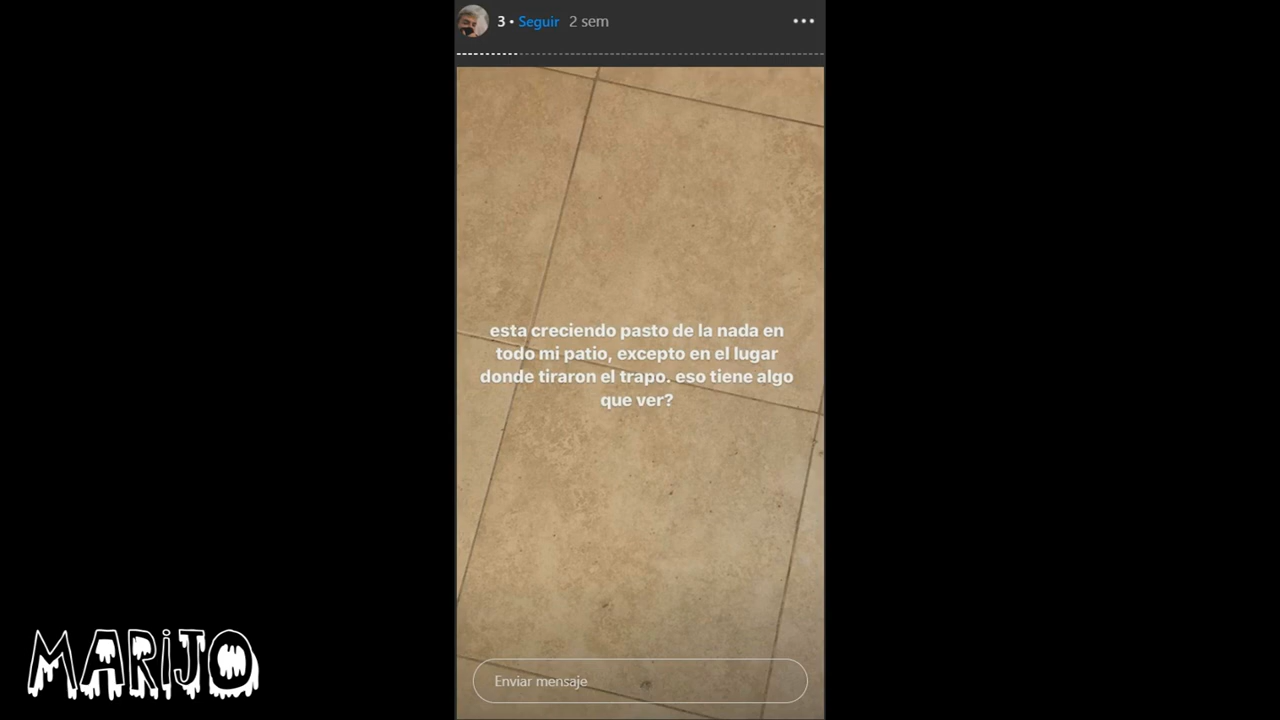 3 • Seguir 2 sem
esta creciendo pasto de la nada en
todo mi patio, excepto en el lugar
donde tiraron el trapo. eso tiene algo
que ver?
Enviar mensaje
MARiJO